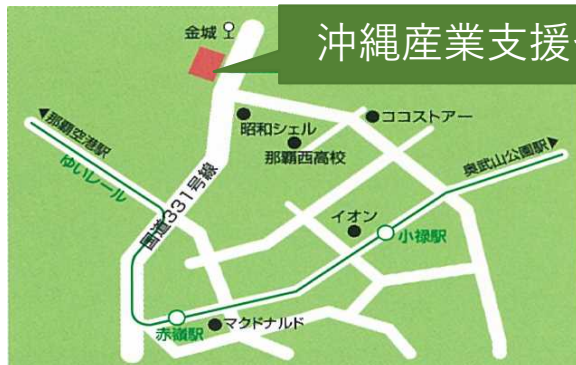 金城
沖縄産業支援
昭和シェル
ココストアー
那覇西高校
◀那覇空港駅
ゆいレール
奥武山公園駅▶
国道331号線
イオン
小禄駅
赤嶺駅
マクドナルド